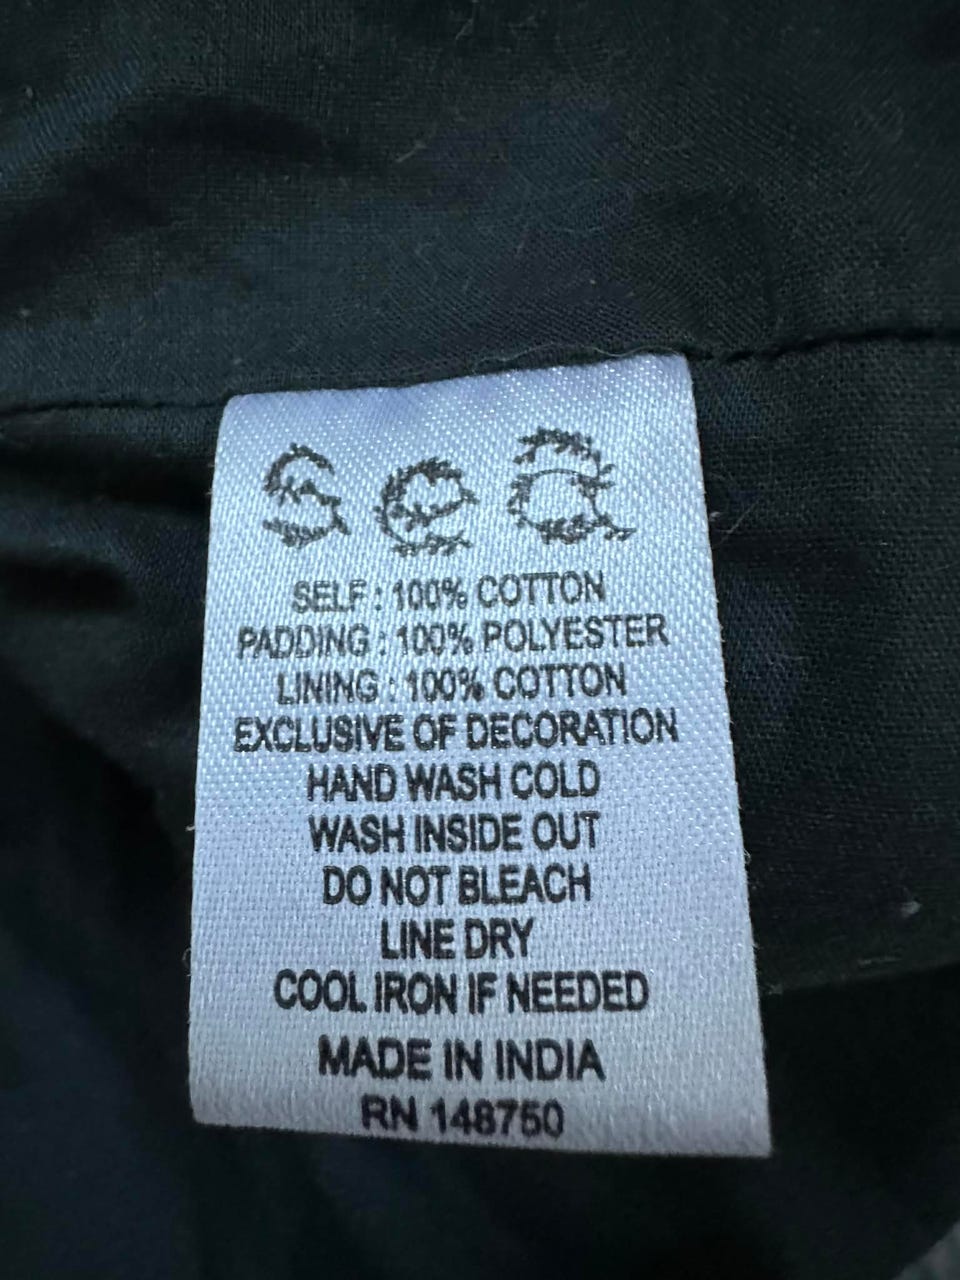 Sea
SELF : 100% COTTON
PADDING : 100% POLYESTER
LINING : 100% COTTON
EXCLUSIVE OF DECORATION
HAND WASH COLD
WASH INSIDE OUT
DO NOT BLEACH
LINE DRY
COOL IRON IF NEEDED
MADE IN INDIA
RN 148750